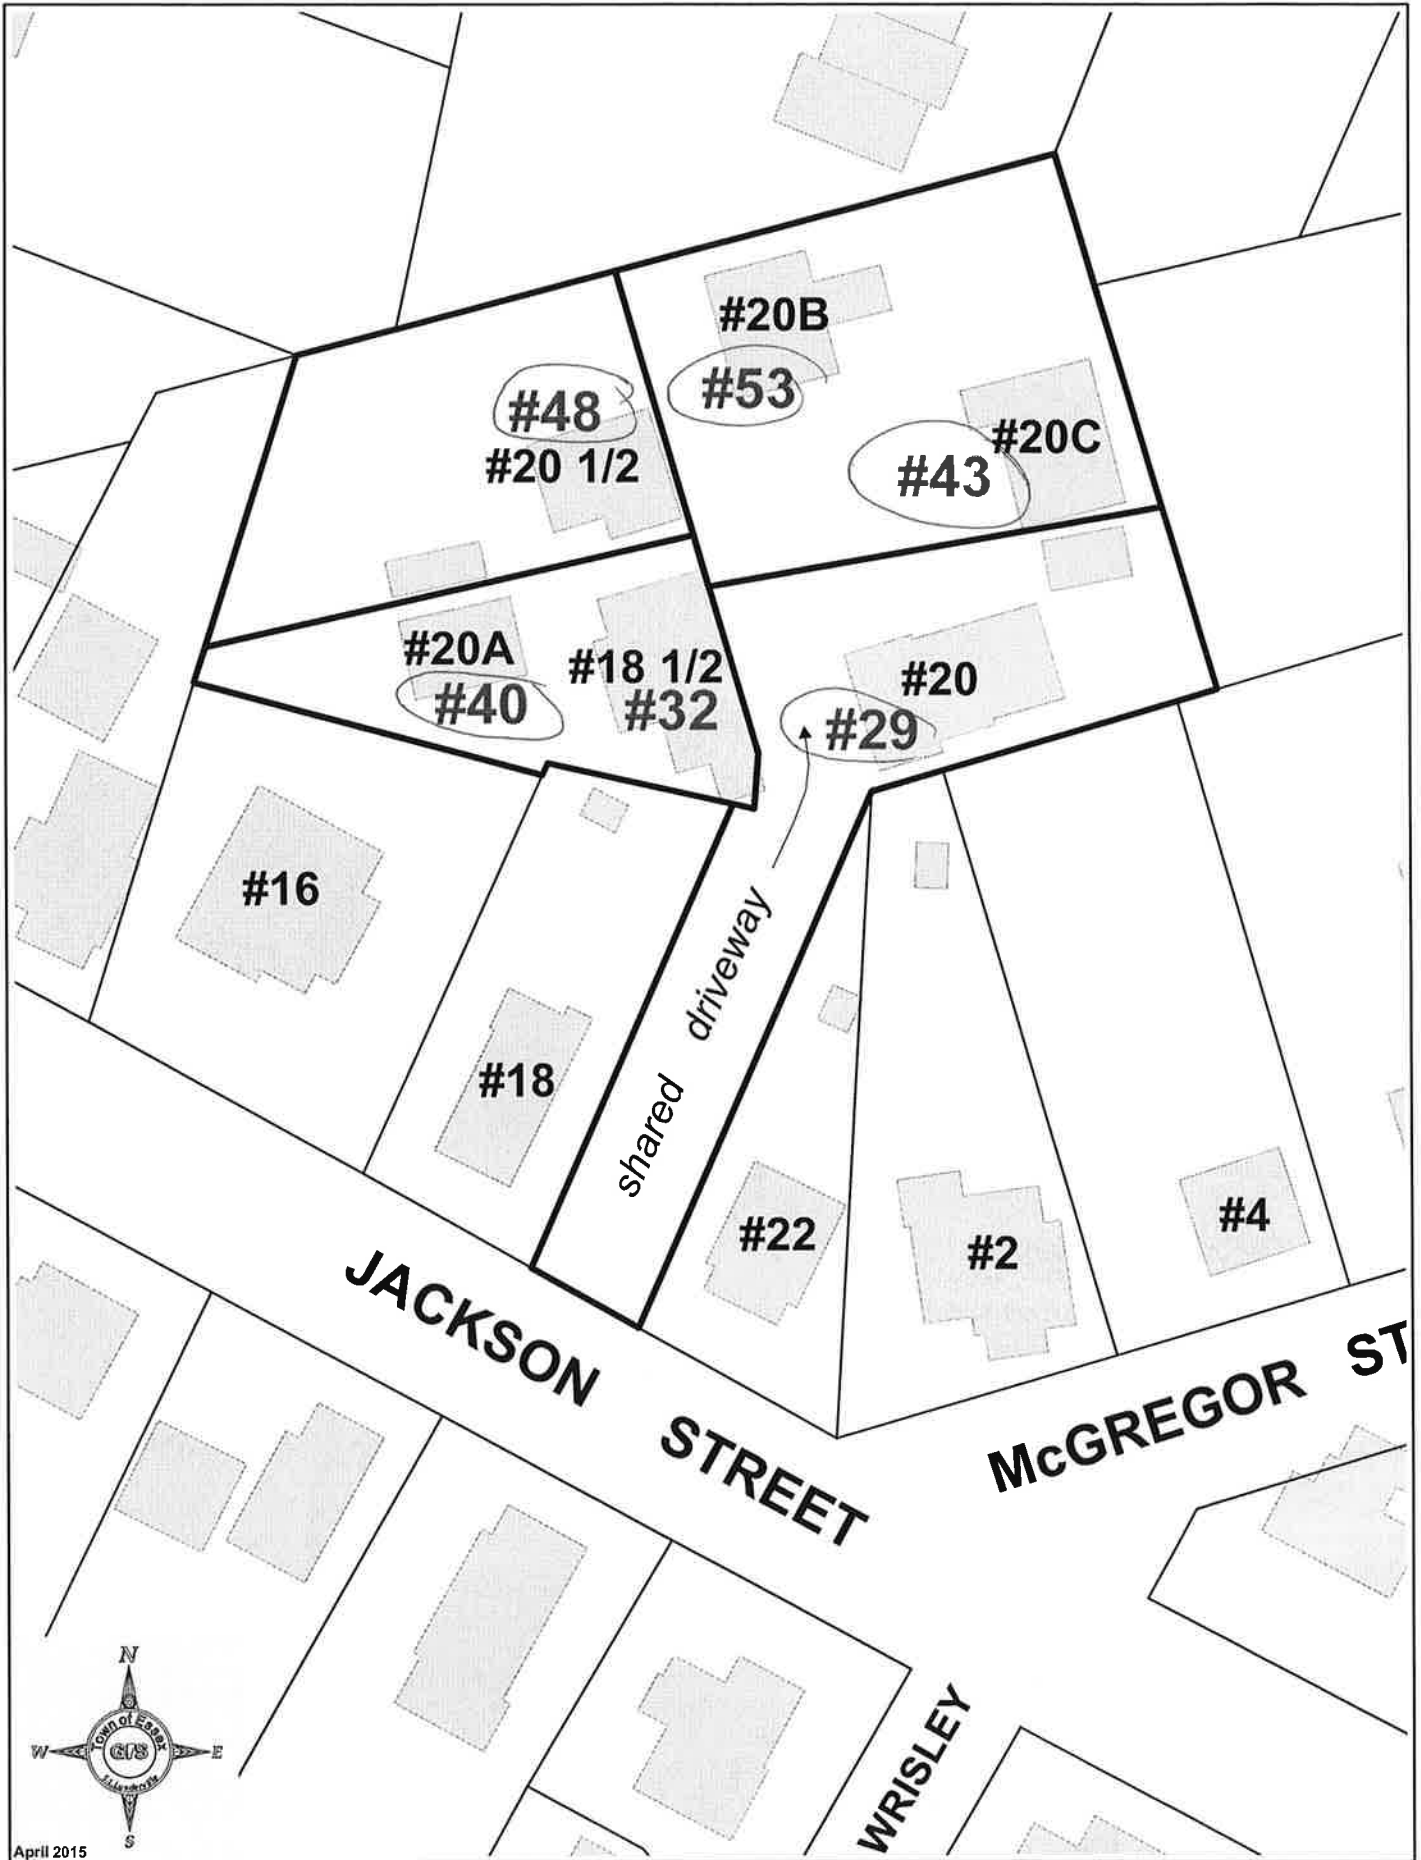 #20B
#53
#48
#20 1/2
#20C
#43
#20A
#40
#18 1/2
#32
#20
#29
#16
#18
shared driveway
#22
#2
#4
JACKSON STREET
McGREGOR ST
WRISLEY
N
W
E
S
Town of Essex
GIS
April 2015